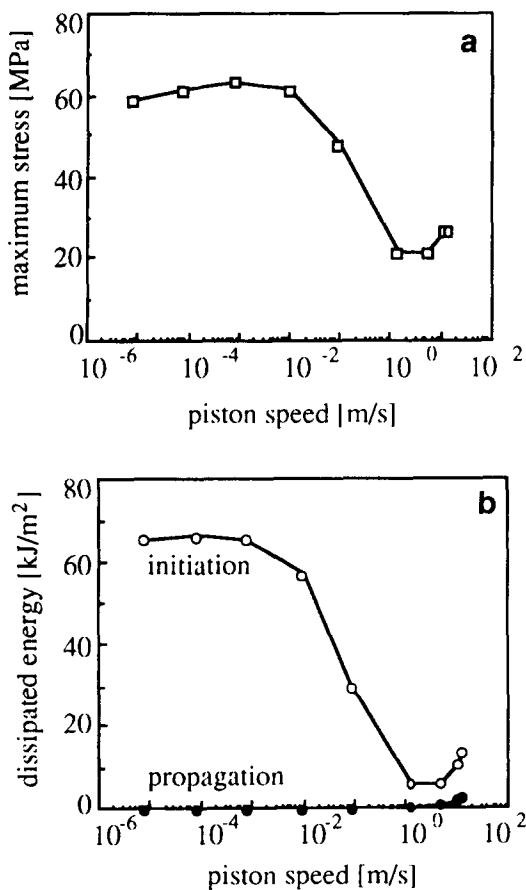 a
maximum stress [MPa]
80
60
40
20
0
10^-6 10^-4 10^-2 10^0 10^2
piston speed [m/s]
b
dissipated energy [kJ/m^2]
80
60
40
20
0
initiation
propagation
10^-6 10^-4 10^-2 10^0 10^2
piston speed [m/s]